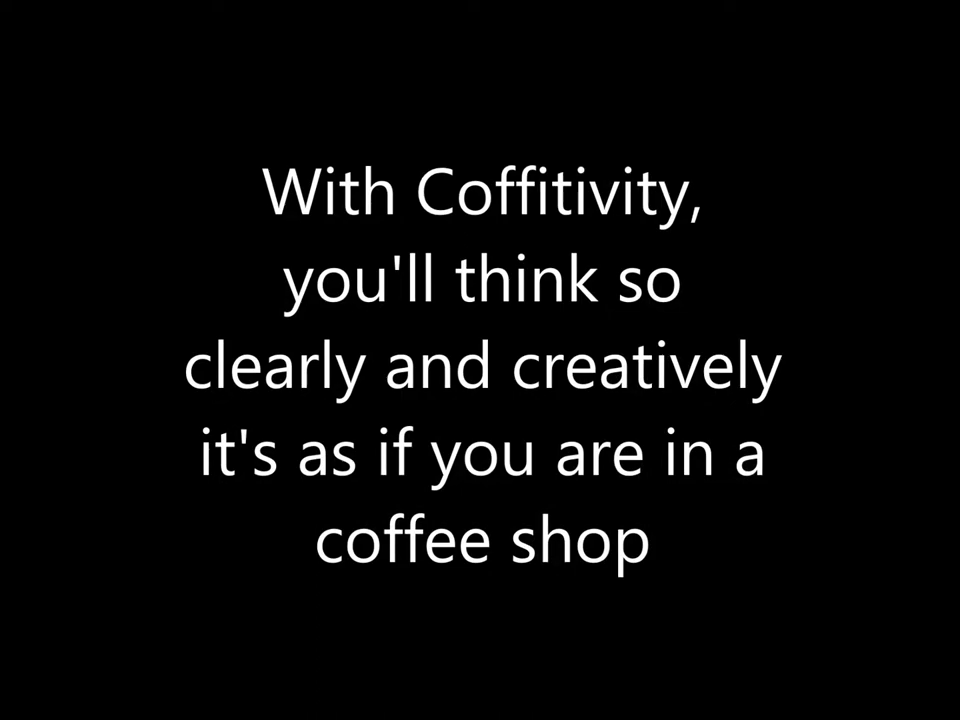 With Coffitivity,
you'll think so
clearly and creatively
it's as if you are in a
coffee shop